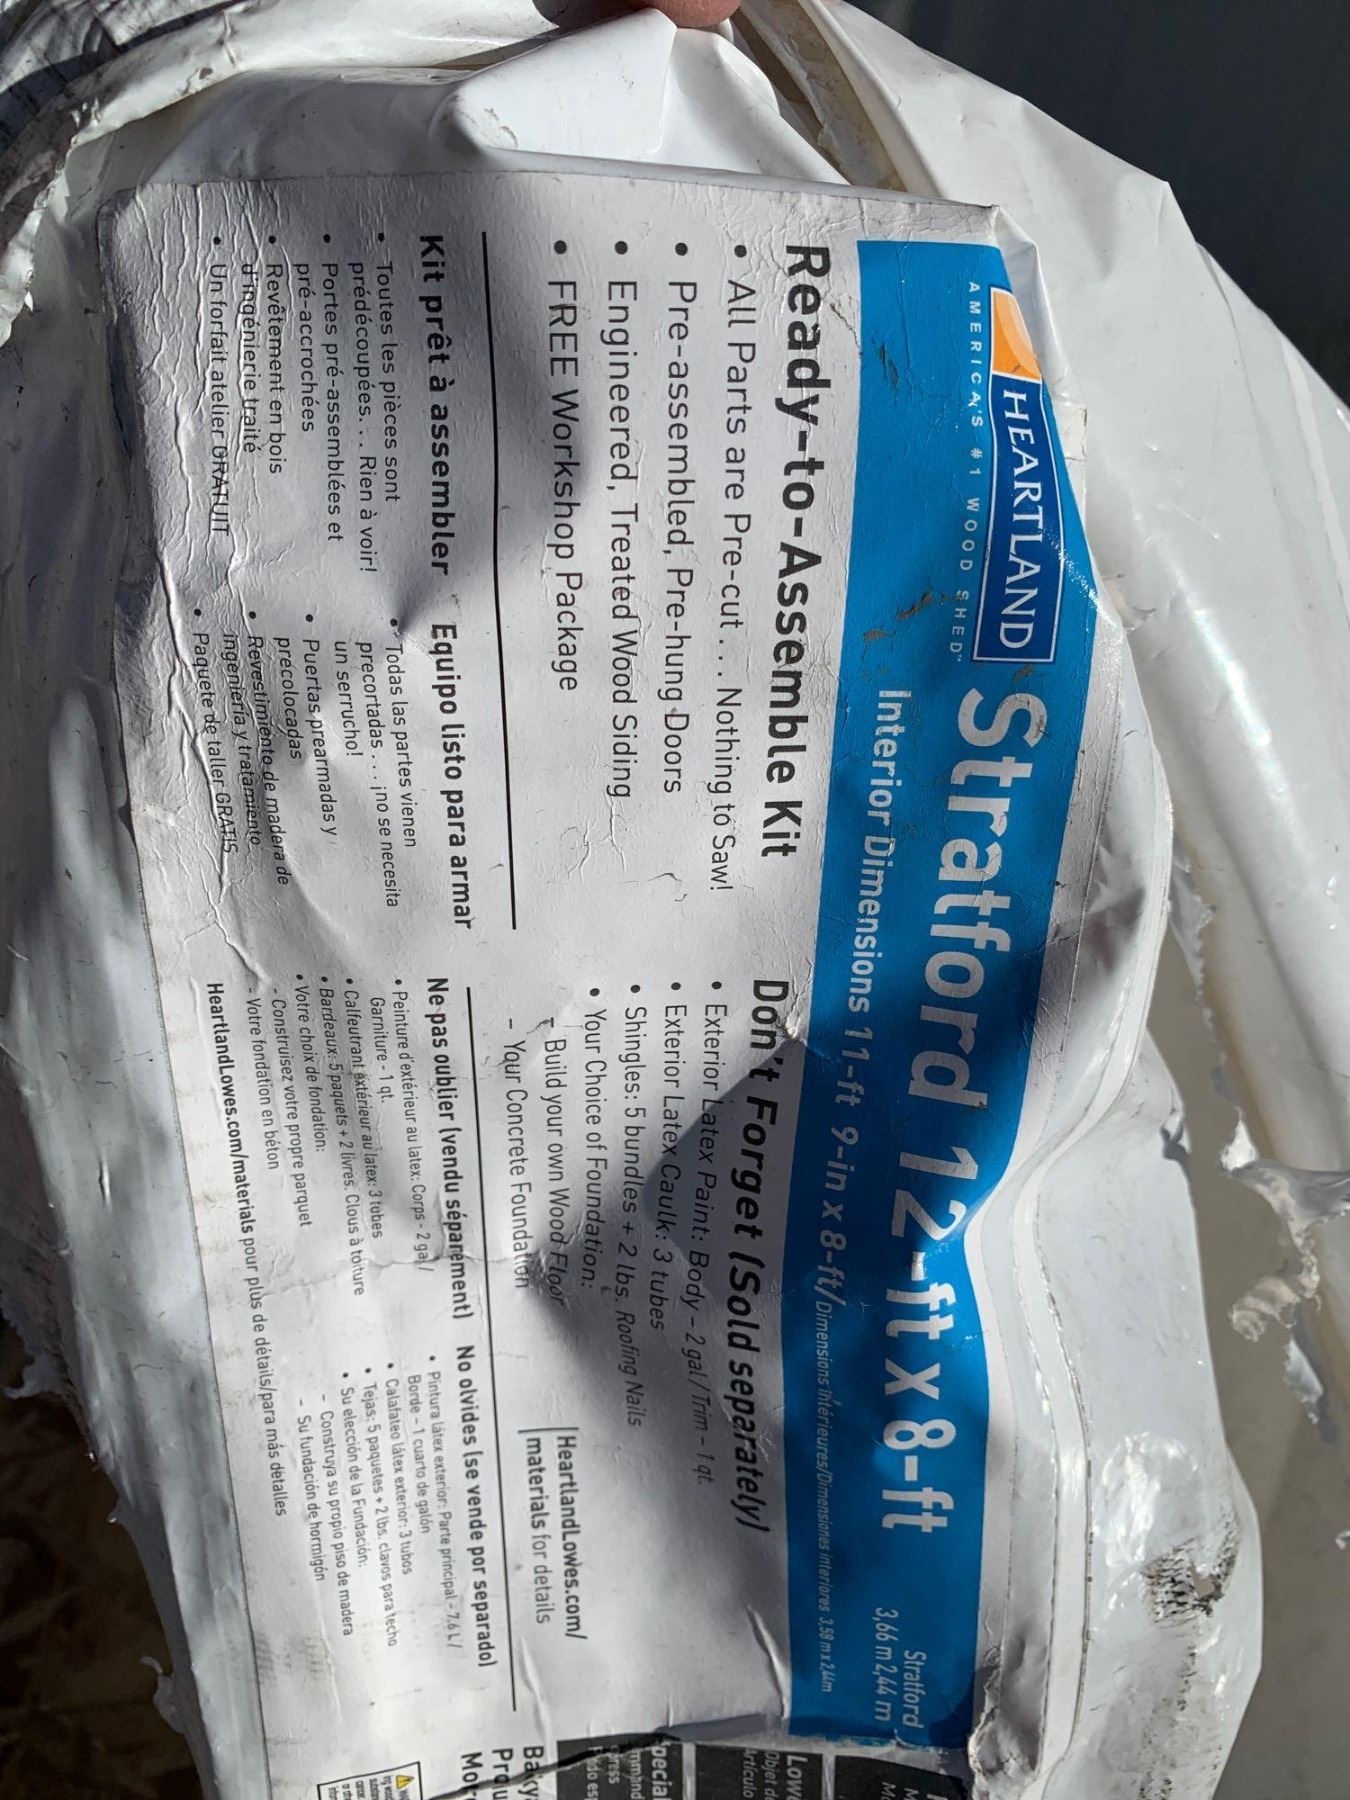 HEARTLAND
AMERICA'S #1 WOOD SHED™
Stratford 12-ft x 8-ft
Stratford
3,66 m 2,44 m
Interior Dimensions 11-ft 9-in x 8-ft/Dimensions intérieures/Dimensiones interiores 3,58 m x 2,44m
Ready-to-Assemble Kit
• All Parts are Pre-cut... Nothing to Saw!
• Pre-assembled, Pre-hung Doors
• Engineered, Treated Wood Siding
• FREE Workshop Package
Don't Forget (Sold separately)
• Exterior Latex Paint: Body - 2 gal/Trim - 1 qt.
• Exterior Latex Caulk: 3 tubes
• Shingles: 5 bundles + 2 lbs. Roofing Nails
• Your Choice of Foundation:
- Build your own Wood Floor
- Your Concrete Foundation
HeartlandLowes.com/
materials for details
Kit prêt à assembler
• Toutes les pièces sont
prédécoupées... Rien à voir!
• Portes pré-assemblées et
pré-accrochées
• Revêtement en bois
d'ingénierie traité
• Un forfait atelier GRATUIT
Equipo listo para armar
• Todas las partes vienen
precortadas... ¡no se necesita
un serrucho!
• Puertas prearmadas y
precolocadas
• Revestimiento de madera de
ingeniería y tratamiento
• Paquete de taller GRATIS
Ne pas oublier (vendu séparément)
• Peinture d'extérieur au latex: Corps - 2 gal/
Garniture - 1 qt.
• Calfeutrant extérieur au latex: 3 tubes
• Bardeaux: 5 paquets + 2 livres. Clous à toiture
• Votre choix de fondation:
- Construisez votre propre parquet
- Votre fondation en béton
No olvides (se vende por separado)
• Pintura látex exterior: Parte principal - 7,6 L/
Borde - 1 cuarto de galón
• Calafateo látex exterior: 3 tubos
• Tejas: 5 paquetes + 2 lbs. clavos para techo
• Su elección de la Fundación:
- Construya su propio piso de madera
- Su fundación de hormigón
HeartlandLowes.com/materials pour plus de détails/para más detalles